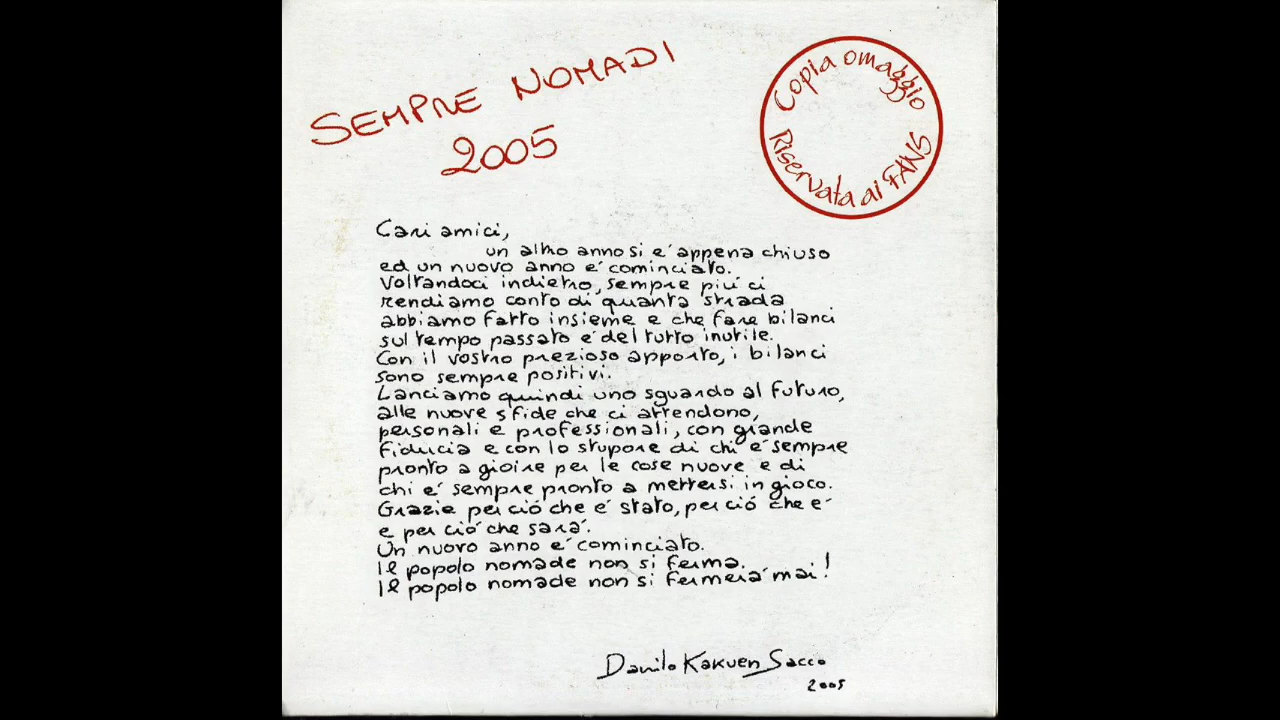 SEMPRE NOMADI
2005
Copia omaggio
Riservata ai FANS
Cari amici,
un altro anno si é appena chiuso
ed un nuovo anno é cominciato.
Voltandoci indietro, sempre piú ci
rendiamo conto di quanta strada
abbiamo fatto insieme e che fare bilanci
sul tempo passato é del tutto inutile.
Con il vostro prezioso apporto, i bilanci
sono sempre positivi.
Lanciamo quindi uno sguardo al futuro,
alle nuove sfide che ci attendono,
personali e professionali, con grande
fiducia e con lo stupore di chi é sempre
pronto a gioire per le cose nuove e di
chi é sempre pronto a mettersi in gioco.
Grazie per ció che é stato, per ció che é
e per ció che sará.
Un nuovo anno é cominciato.
Il popolo nomade non si ferma.
Il popolo nomade non si fermerá mai!
Danilo Kakuen Sacco
2005